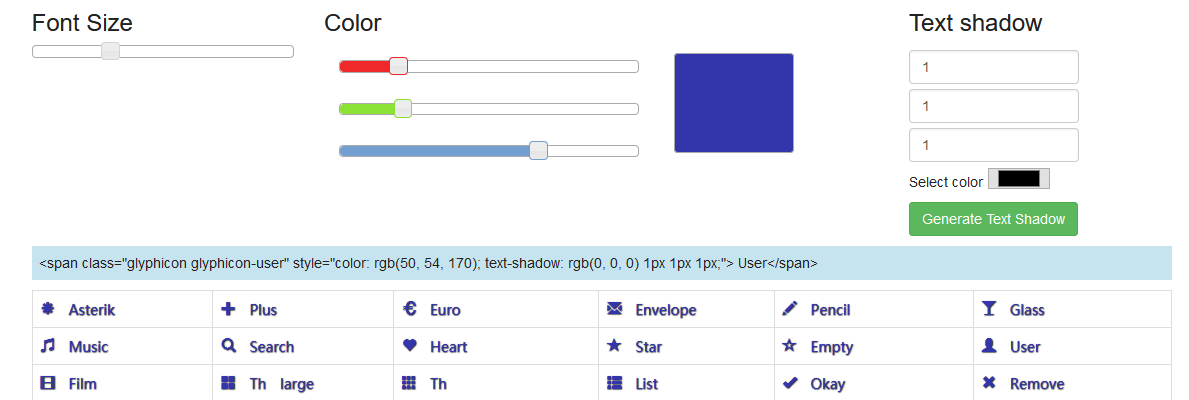 Font Size Color Text shadow
1
1
1
Select color
Generate Text Shadow
<span class="glyphicon glyphicon-user" style="color: rgb(50, 54, 170); text-shadow: rgb(0, 0, 0) 1px 1px 1px;"> User</span>
Asterik Plus Euro Envelope Pencil Glass
Music Search Heart Star Empty User
Film Th large Th List Okay Remove